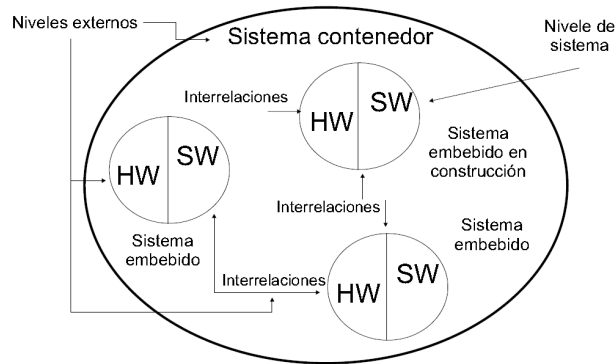 Niveles externos
Sistema contenedor
Nivele de
sistema
Interrelaciones
HW SW
Sistema
embebido en
construcción
HW SW
Sistema
embebido
Interrelaciones
Sistema
embebido
Interrelaciones
HW SW